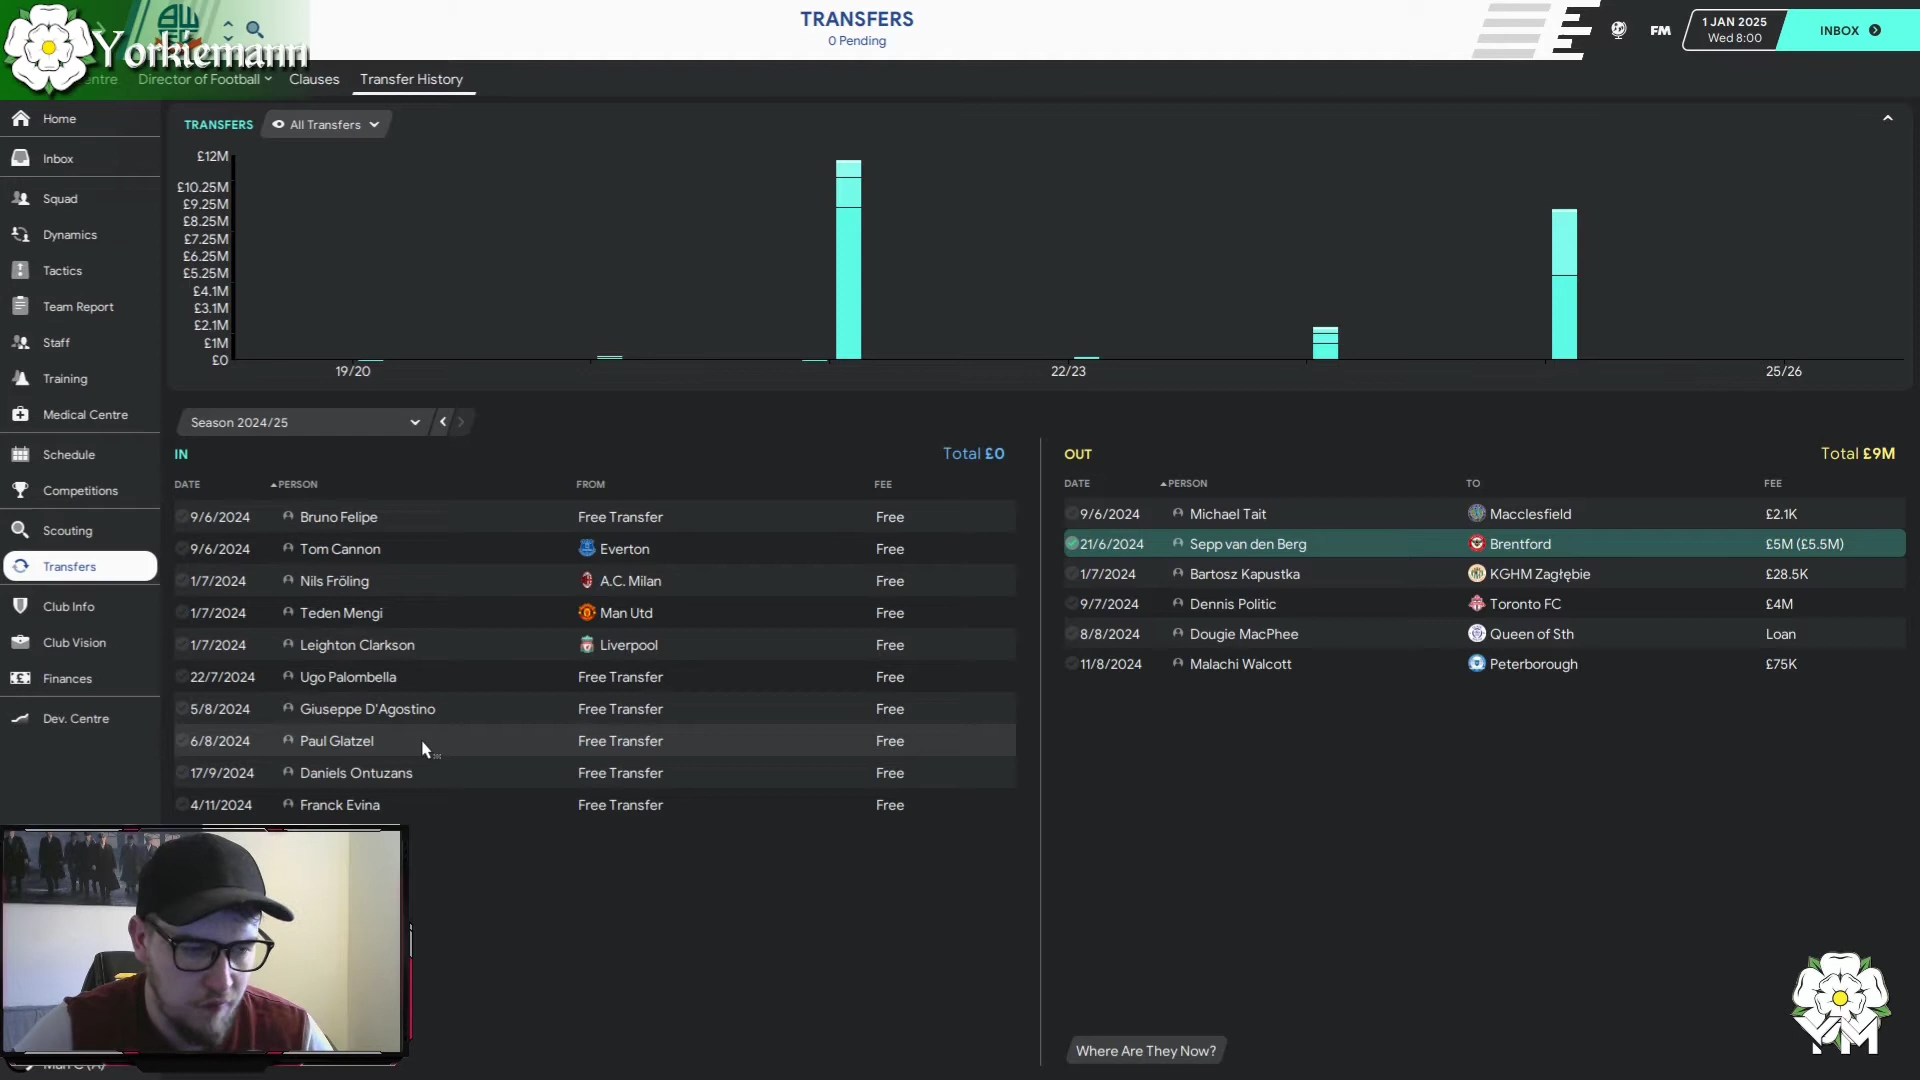 TRANSFERS
0 Pending
FM
1 JAN 2025
Wed 8:00
INBOX
Yorkiemann
Director of Football
Clauses
Transfer History
Home
Inbox
Squad
Dynamics
Tactics
Team Report
Staff
Training
Medical Centre
Schedule
Competitions
Scouting
Transfers
Club Info
Club Vision
Finances
Dev. Centre
TRANSFERS All Transfers
£12M
£10.25M
£9.25M
£8.25M
£7.25M
£6.25M
£5.25M
£4.1M
£3.1M
£2.1M
£1M
£0
19/20 22/23 25/26
Season 2024/25
IN Total £0
DATE PERSON FROM FEE
9/6/2024 Bruno Felipe Free Transfer Free
9/6/2024 Tom Cannon Everton Free
1/7/2024 Nils Fröling A.C. Milan Free
1/7/2024 Teden Mengi Man Utd Free
1/7/2024 Leighton Clarkson Liverpool Free
22/7/2024 Ugo Palombella Free Transfer Free
5/8/2024 Giuseppe D'Agostino Free Transfer Free
6/8/2024 Paul Glatzel Free Transfer Free
17/9/2024 Daniels Ontuzans Free Transfer Free
4/11/2024 Franck Evina Free Transfer Free
OUT Total £9M
DATE PERSON TO FEE
9/6/2024 Michael Tait Macclesfield £2.1K
21/6/2024 Sepp van den Berg Brentford £5M (£5.5M)
1/7/2024 Bartosz Kapustka KGHM Zagłębie £28.5K
9/7/2024 Dennis Politic Toronto FC £4M
8/8/2024 Dougie MacPhee Queen of Sth Loan
11/8/2024 Malachi Walcott Peterborough £75K
Where Are They Now?
YM